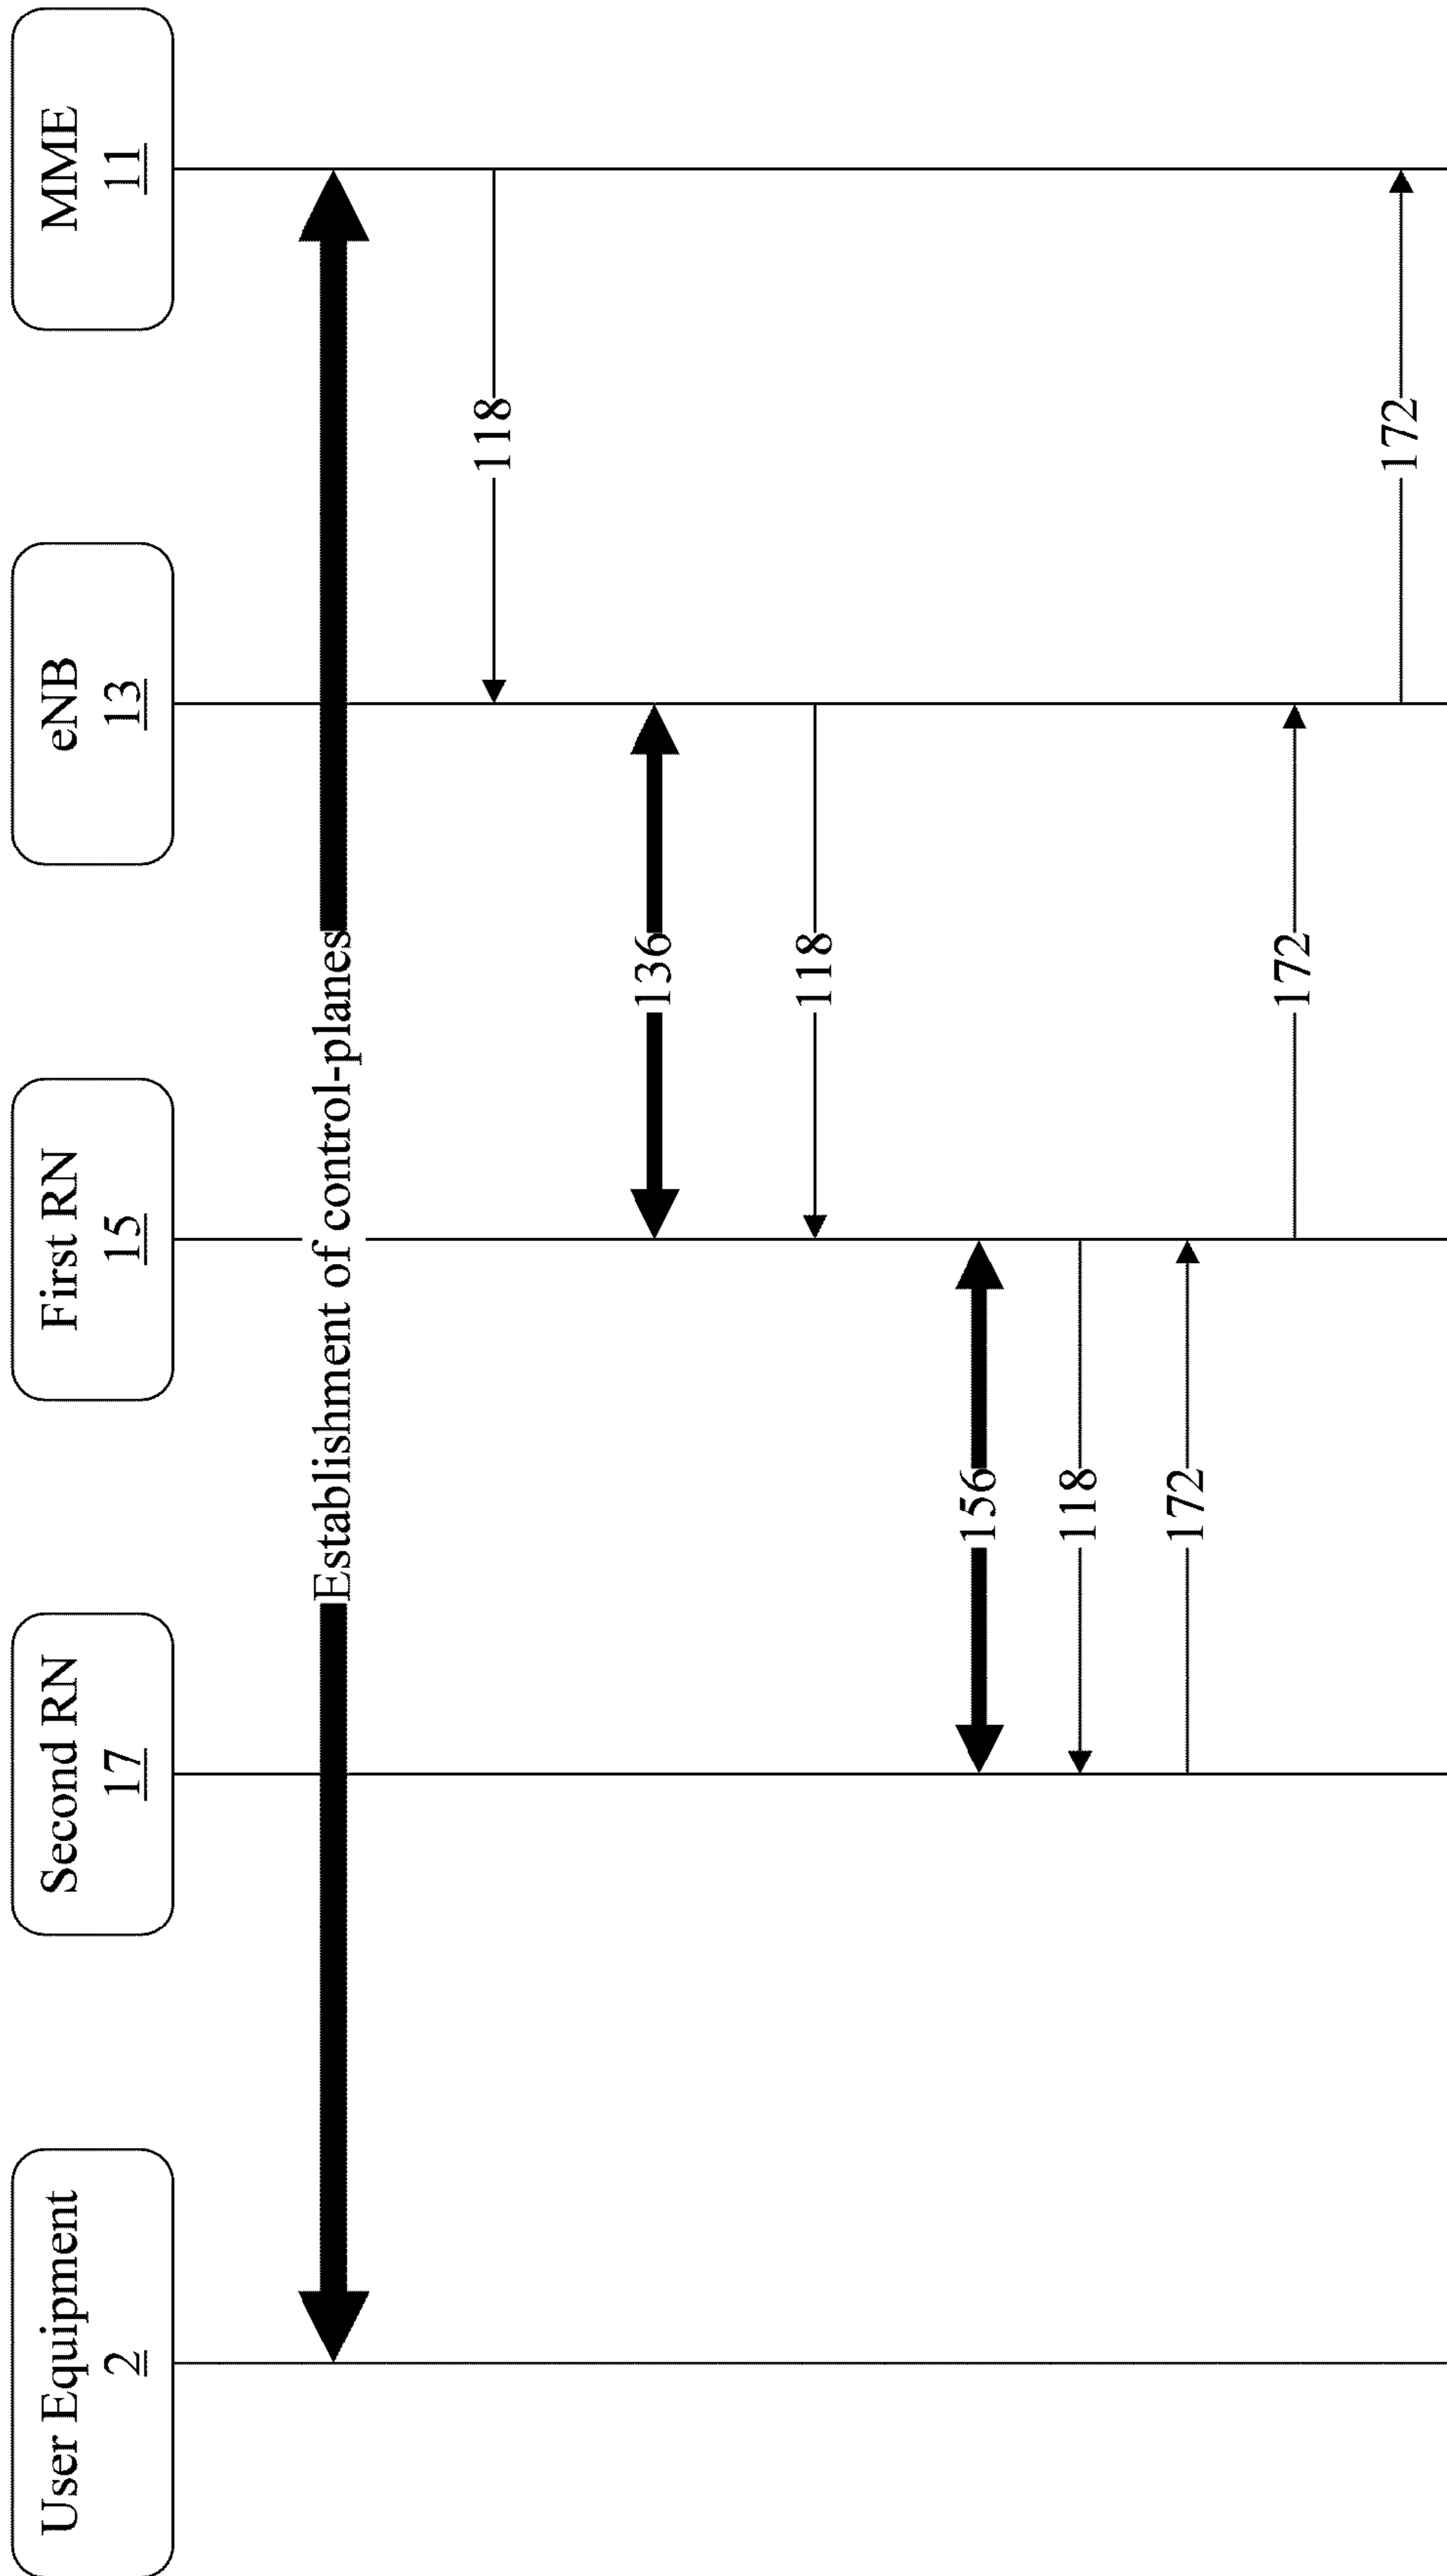 User Equipment
2
Second RN
17
First RN
15
eNB
13
MME
11
Establishment of control-planes
118
136
118
156
118
172
172
172